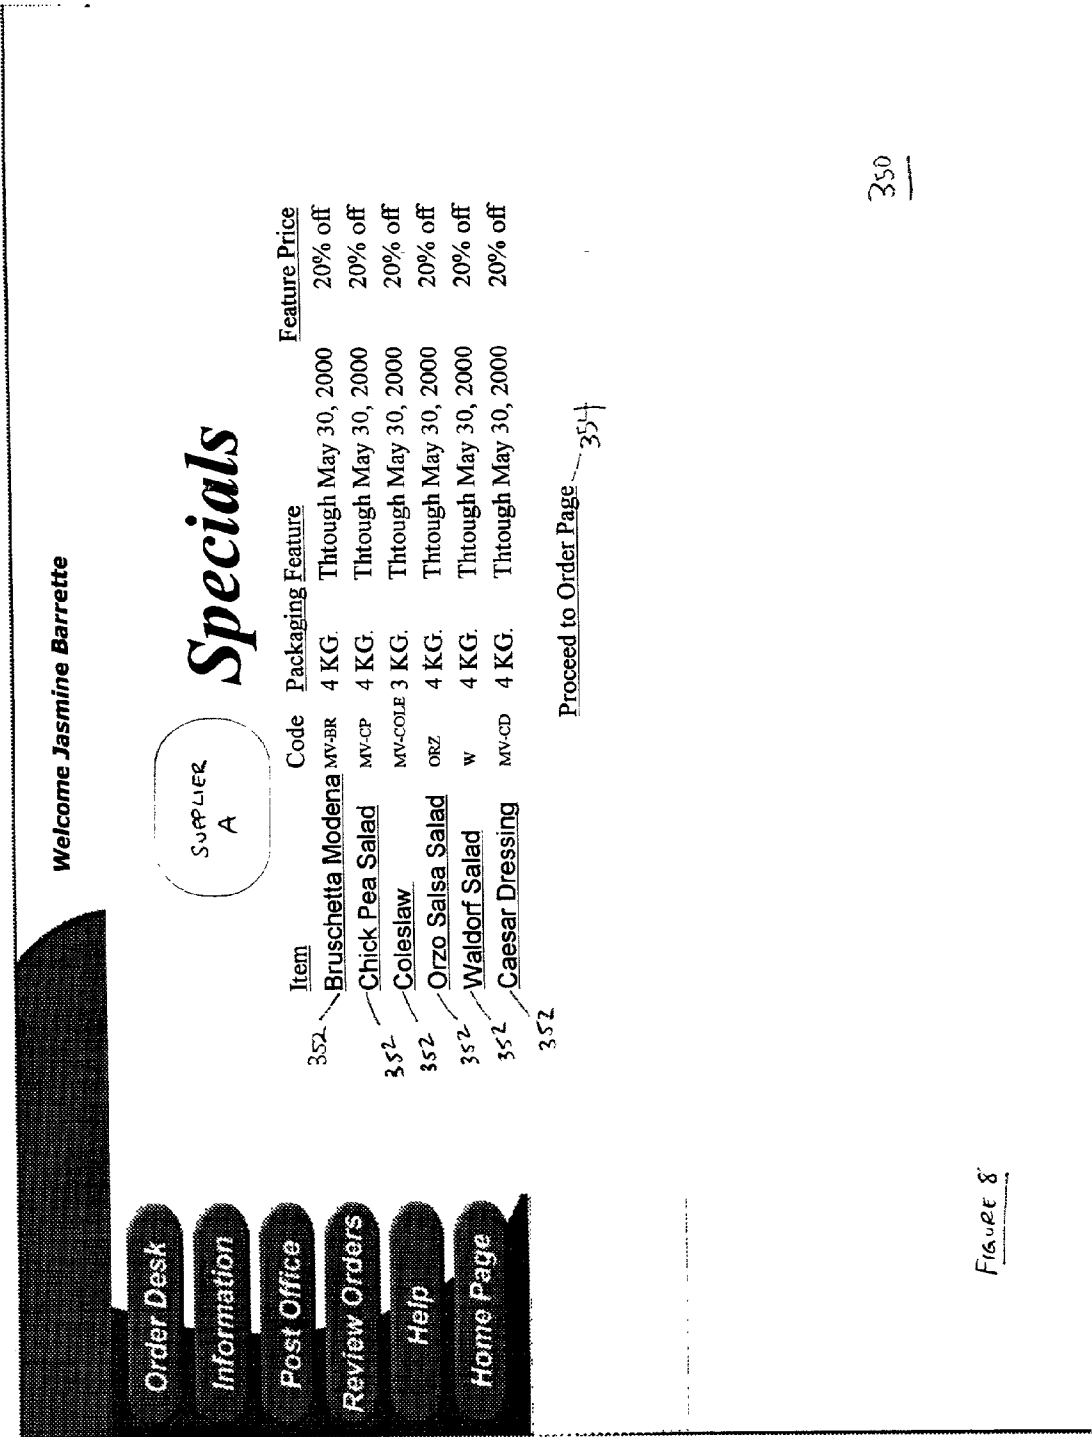 Welcome Jasmine Barrette
SUPPLIER
A
Specials
Item Code Packaging Feature Feature Price
352 Bruschetta Modena MV-BR 4 KG. Thtough May 30, 2000 20% off
352 Chick Pea Salad MV-CP 4 KG. Thtough May 30, 2000 20% off
352 Coleslaw MV-COLE 3 KG. Thtough May 30, 2000 20% off
352 Orzo Salsa Salad ORZ 4 KG. Thtough May 30, 2000 20% off
352 Waldorf Salad W 4 KG. Thtough May 30, 2000 20% off
352 Caesar Dressing MV-CD 4 KG. Thtough May 30, 2000 20% off
Proceed to Order Page 354
Order Desk
Information
Post Office
Review Orders
Help
Home Page
350
FIGURE 8